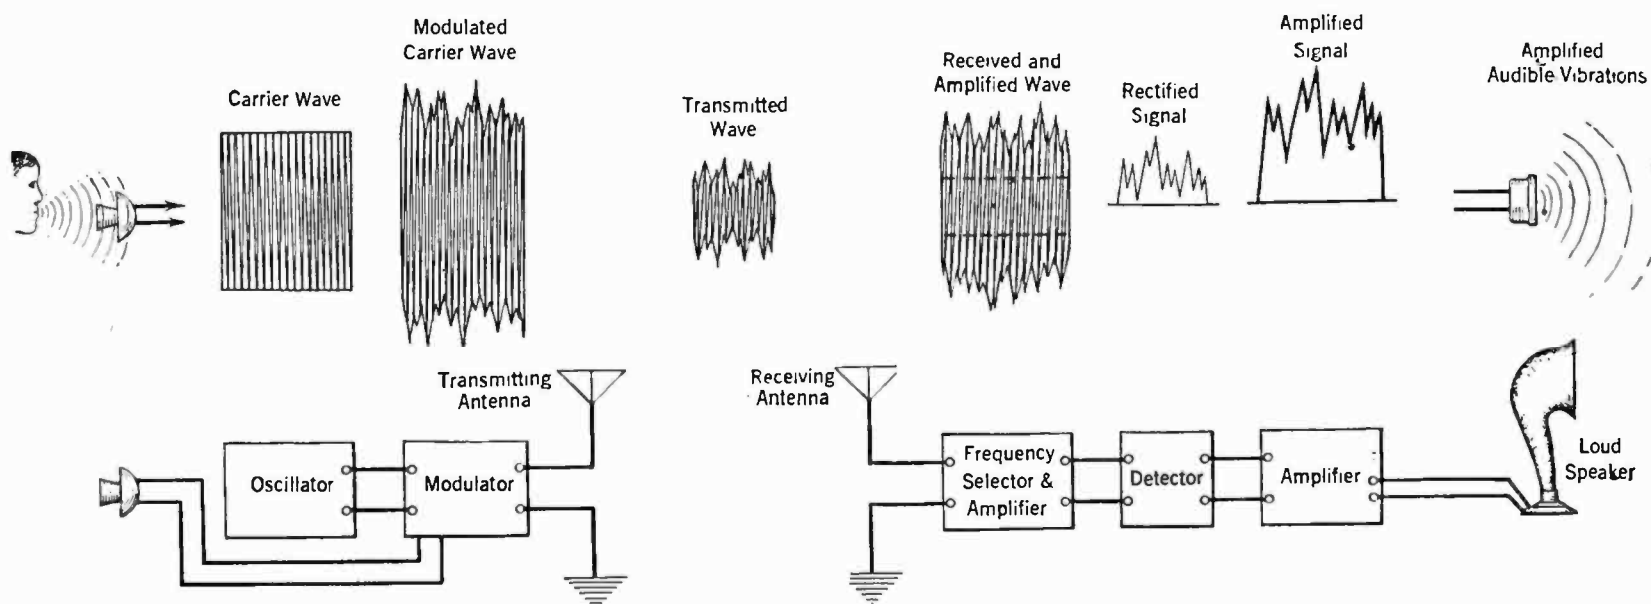 Carrier Wave
Modulated
Carrier Wave
Transmitted
Wave
Received and
Amplified Wave
Rectified
Signal
Amplified
Signal
Amplified
Audible Vibrations
Transmitting
Antenna
Receiving
Antenna
Oscillator
Modulator
Frequency
Selector &
Amplifier
Detector
Amplifier
Loud
Speaker